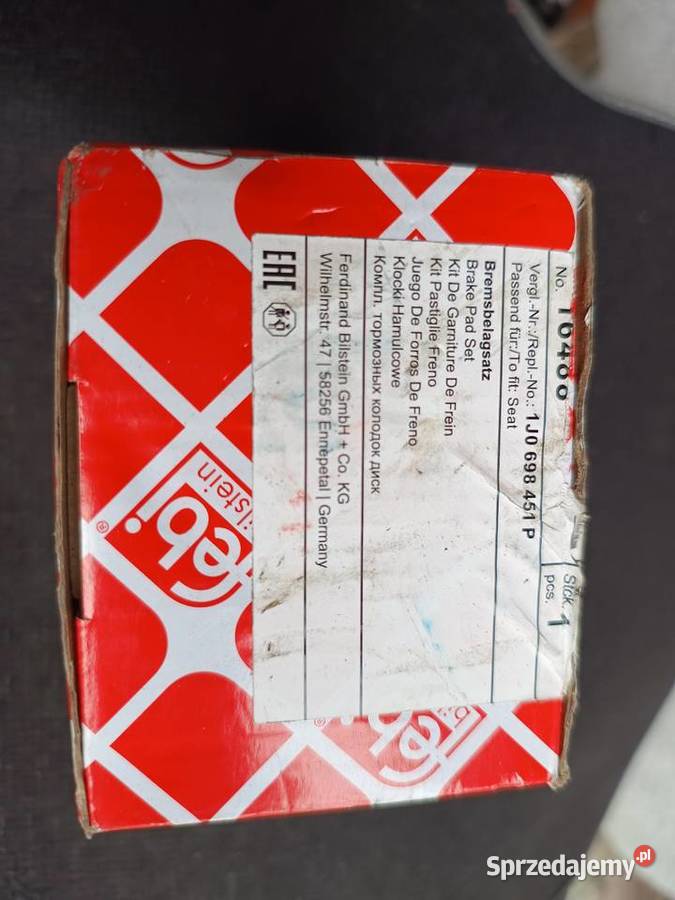 No. 16488
Stck. pcs. 1
Vergl.-Nr.:/Repl.-No.: 1J0 698 451 P
Passend für:/To fit: Seat
Bremsbelagsatz
Brake Pad Set
Kit De Garniture De Frein
Kit Pastiglie Freno
Juego De Forros De Freno
Klocki Hamulcowe
Компл. тормозных колодок диск
Ferdinand Bilstein GmbH + Co. KG
Wilhelmstr. 47 | 58256 Ennepetal | Germany
EAC
febi
bilstein
®
febi
®
Sprzedajemy.pl